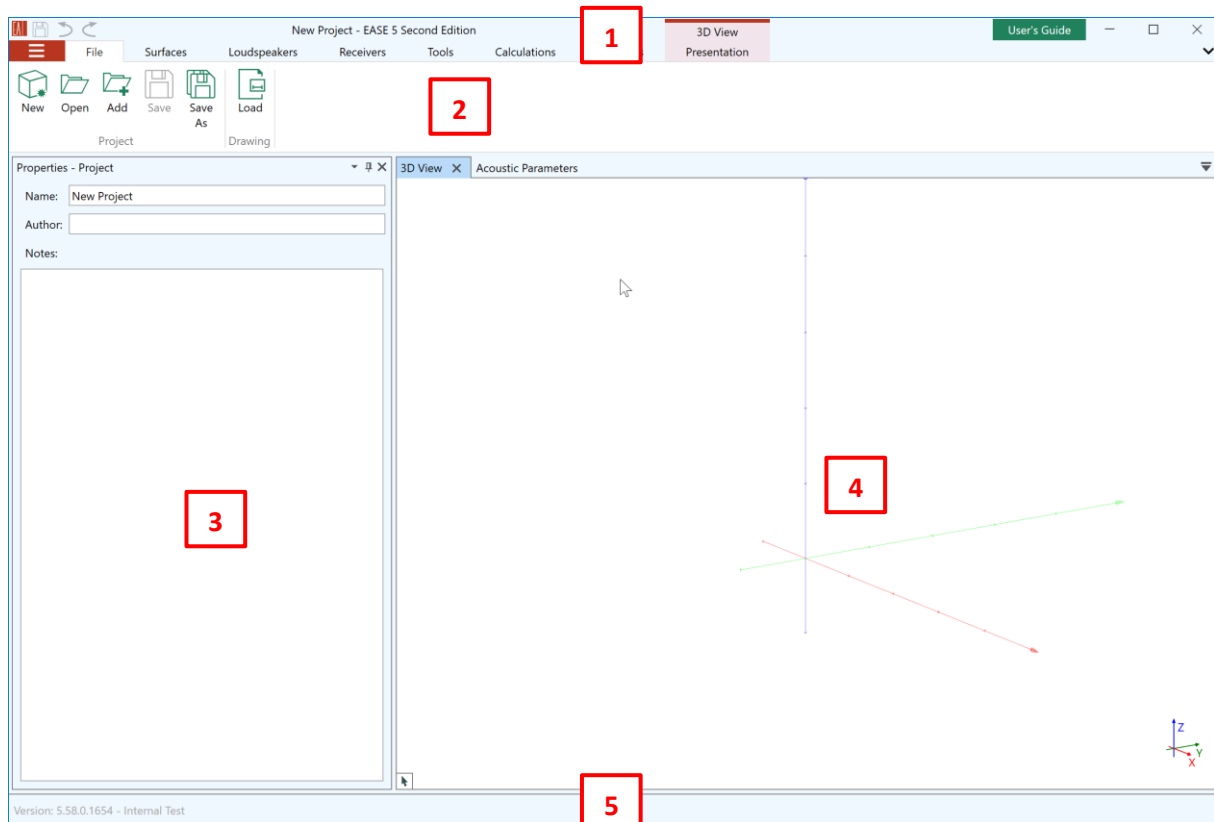 New Project - EASE 5 Second Edition
1
3D View
User's Guide
File Surfaces Loudspeakers Receivers Tools Calculations Presentation
New Open Add Save Save As Load
2
Project Drawing
Properties - Project
3D View Acoustic Parameters
Name: New Project
Author:
Notes:
3
4
Z
Y
X
5
Version: 5.58.0.1654 - Internal Test